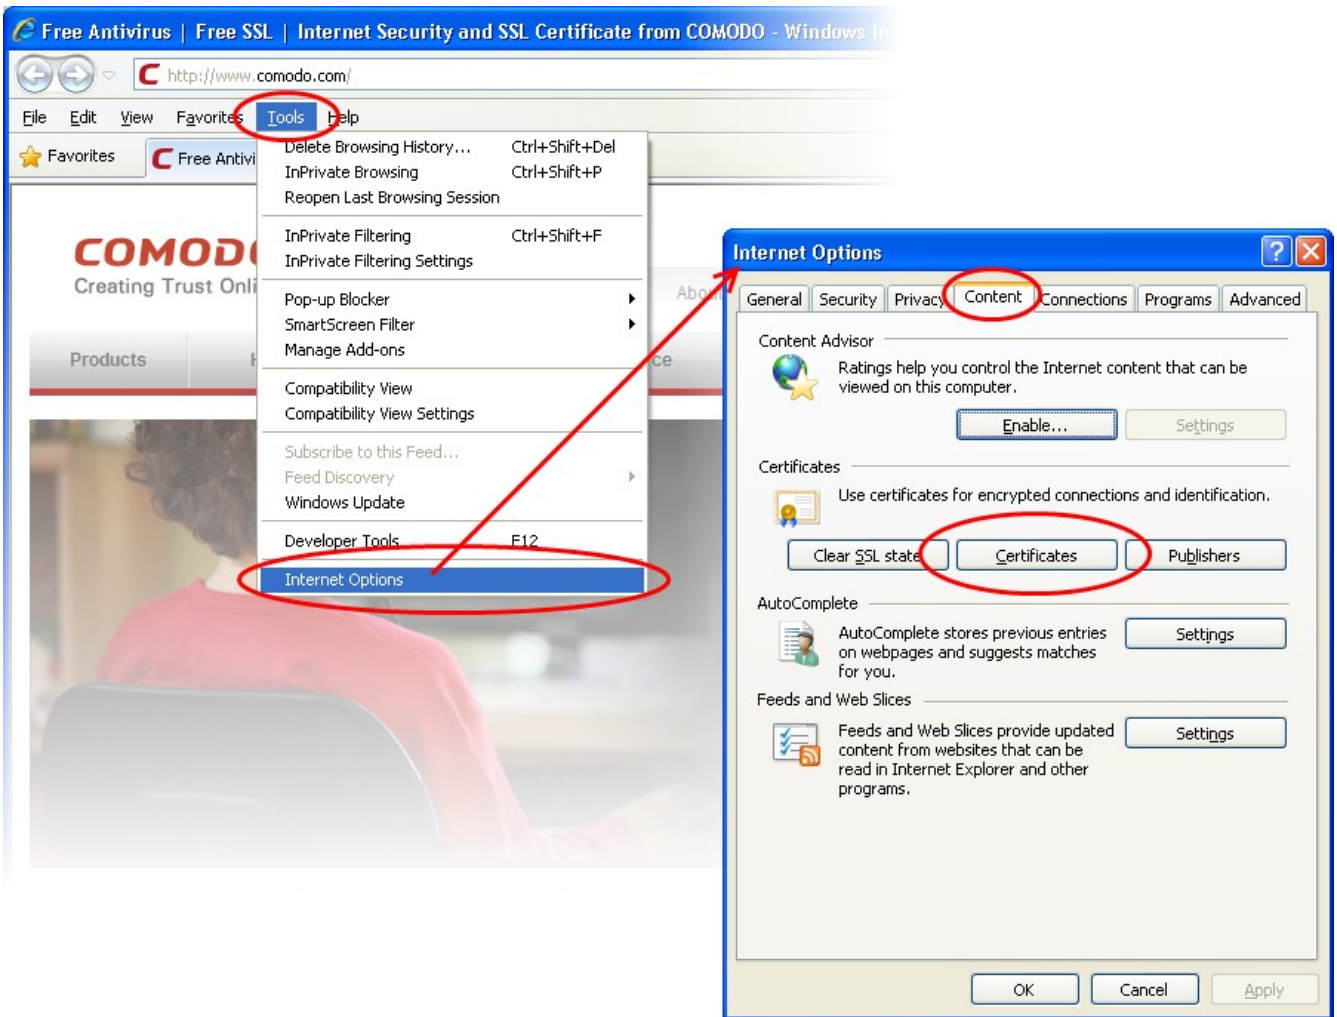 Free Antivirus | Free SSL | Internet Security and SSL Certificate from COMODO - Windows
http://www.comodo.com/
File Edit View Favorites Tools Help
Favorites
Free Antivi
Delete Browsing History... Ctrl+Shift+Del
InPrivate Browsing Ctrl+Shift+P
Reopen Last Browsing Session
InPrivate Filtering Ctrl+Shift+F
InPrivate Filtering Settings
Pop-up Blocker
SmartScreen Filter
Manage Add-ons
Compatibility View
Compatibility View Settings
Subscribe to this Feed...
Feed Discovery
Windows Update
Developer Tools F12
Internet Options
COMODO
Creating Trust Onli
Products
Internet Options
General Security Privacy Content Connections Programs Advanced
Content Advisor
Ratings help you control the Internet content that can be
viewed on this computer.
Enable... Settings
Certificates
Use certificates for encrypted connections and identification.
Clear SSL state Certificates Publishers
AutoComplete
AutoComplete stores previous entries
on webpages and suggests matches
for you.
Settings
Feeds and Web Slices
Feeds and Web Slices provide updated
content from websites that can be
read in Internet Explorer and other
programs.
Settings
OK Cancel Apply